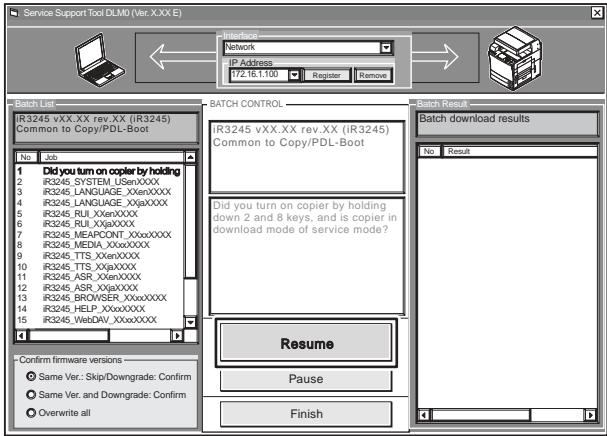 Service Support Tool DLM0 (Ver. X.XX E)
Interface
Network
IP Address
172.16.1.100
Register
Remove
Batch List
iR3245 vXX.XX rev.XX (iR3245)
Common to Copy/PDL-Boot
No Job
1 Did you turn on copier by holding
2 iR3245_SYSTEM_USenXXXX
3 iR3245_LANGUAGE_XXenXXXX
4 iR3245_LANGUAGE_XXjaXXXX
5 iR3245_RUI_XXenXXXX
6 iR3245_RUI_XXjaXXXX
7 iR3245_MEAPCONT_XXxxXXXX
8 iR3245_MEDIA_XXxxXXXX
9 iR3245_TTS_XXenXXXX
10 iR3245_TTS_XXjaXXXX
11 iR3245_ASR_XXenXXXX
12 iR3245_ASR_XXjaXXXX
13 iR3245_BROWSER_XXxxXXXX
14 iR3245_HELP_XXxxXXXX
15 iR3245_WebDAV_XXxxXXXX
Confirm firmware versions
Same Ver.: Skip/Downgrade: Confirm
Same Ver. and Downgrade: Confirm
Overwrite all
BATCH CONTROL
iR3245 vXX.XX rev.XX (iR3245)
Common to Copy/PDL-Boot
Did you turn on copier by holding
down 2 and 8 keys, and is copier in
download mode of service mode?
Resume
Pause
Finish
Batch Result
Batch download results
No Result